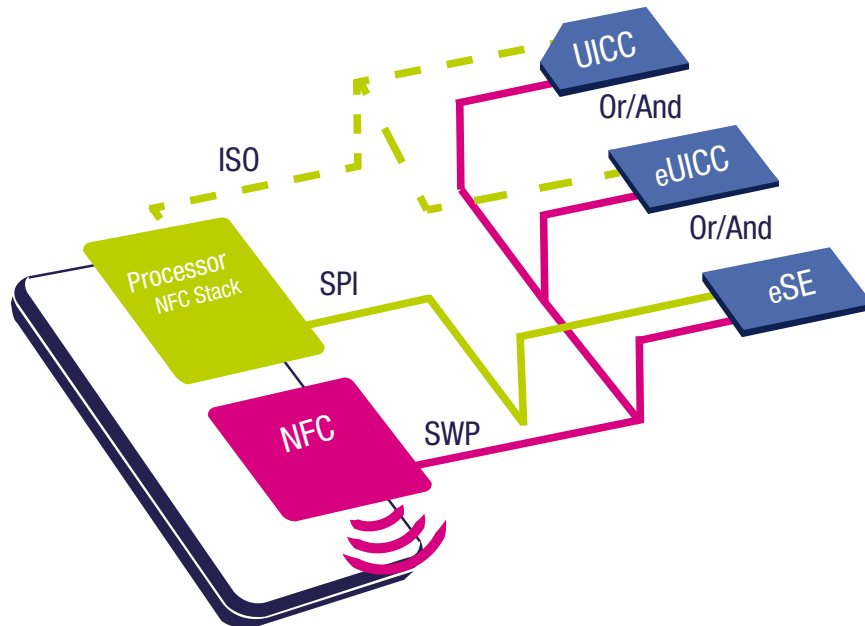 UICC
Or/And
ISO
eUICC
Or/And
Processor
NFC Stack
SPI
eSE
NFC
SWP